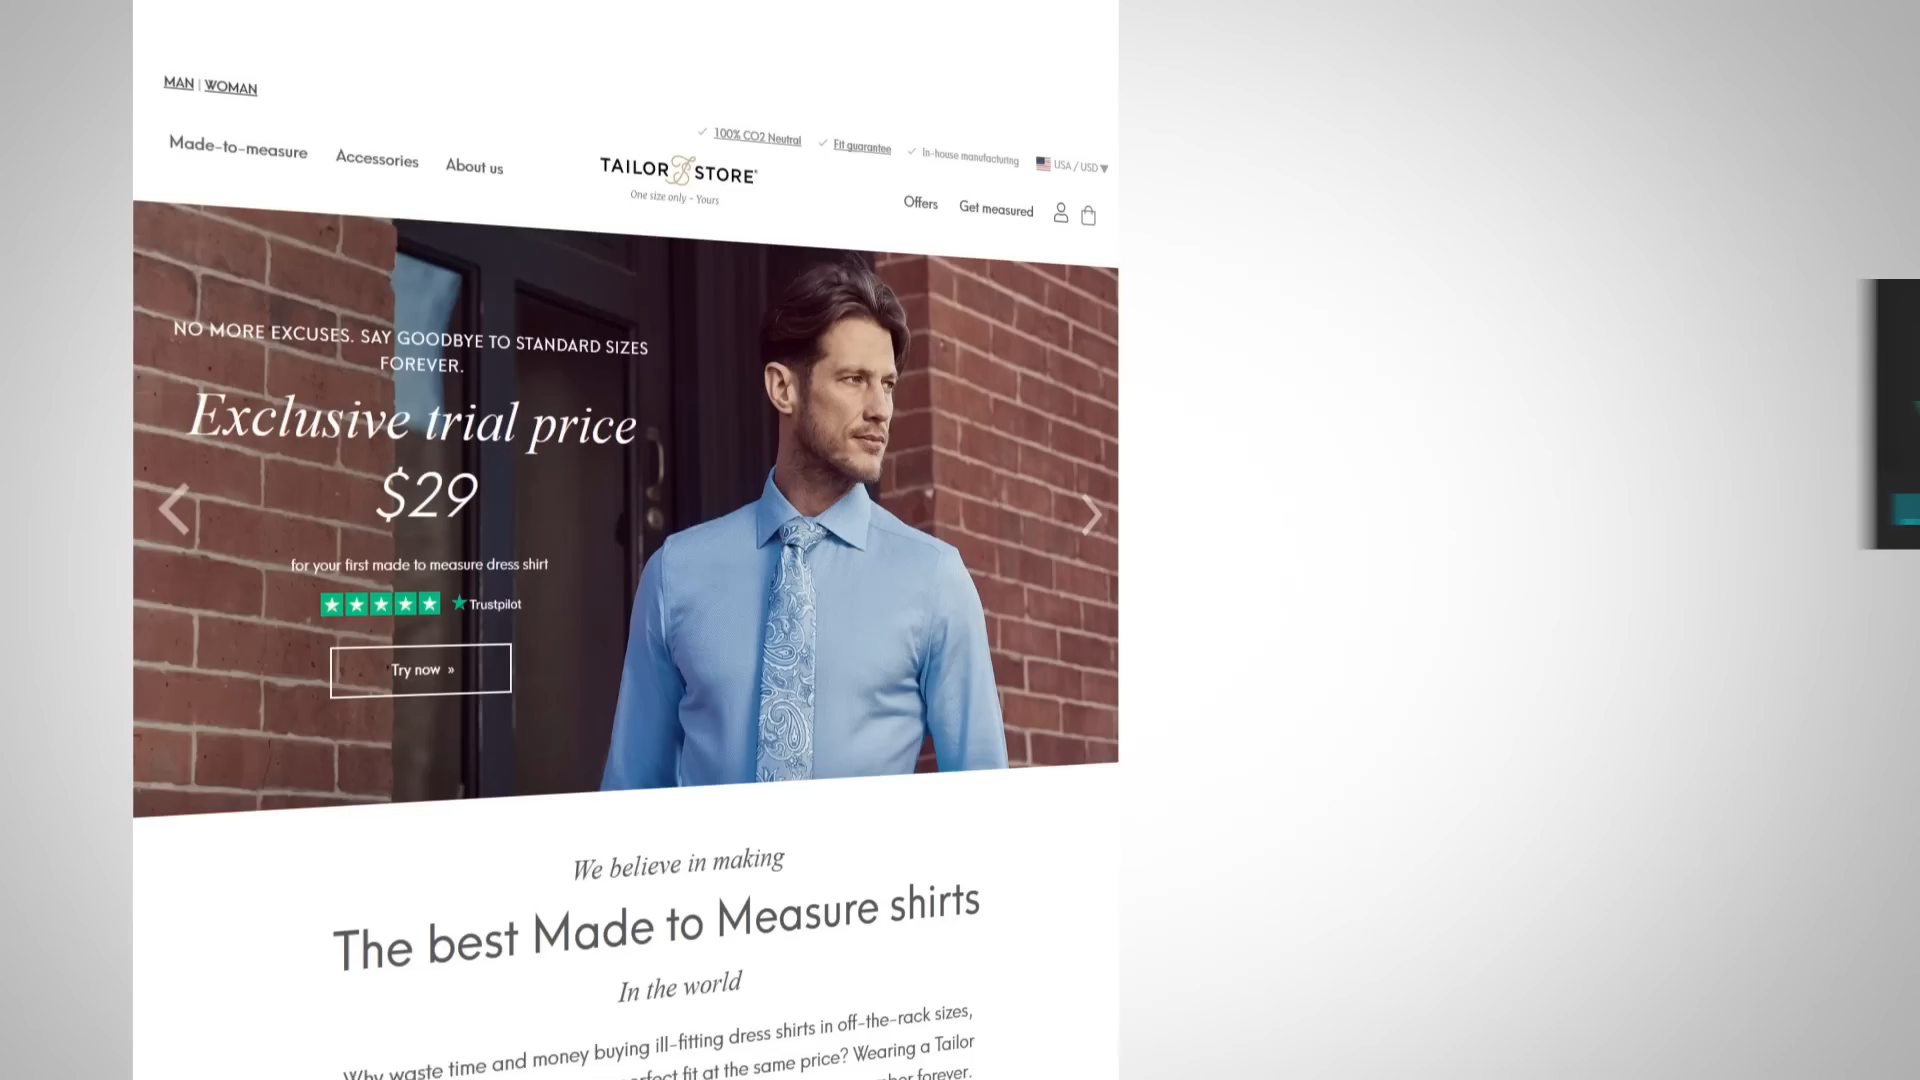 MAN | WOMAN
✓ 100% CO2 Neutral ✓ Fit guarantee ✓ In-house manufacturing USA / USD ▼
Made-to-measure Accessories About us
TAILOR STORE®
One size only - Yours
Offers Get measured
NO MORE EXCUSES. SAY GOODBYE TO STANDARD SIZES
FOREVER.
Exclusive trial price
$29
for your first made to measure dress shirt
Trustpilot
Try now »
We believe in making
The best Made to Measure shirts
In the world
Why waste time and money buying ill-fitting dress shirts in off-the-rack sizes,
fit at the same price? Wearing a Tailor
forever.